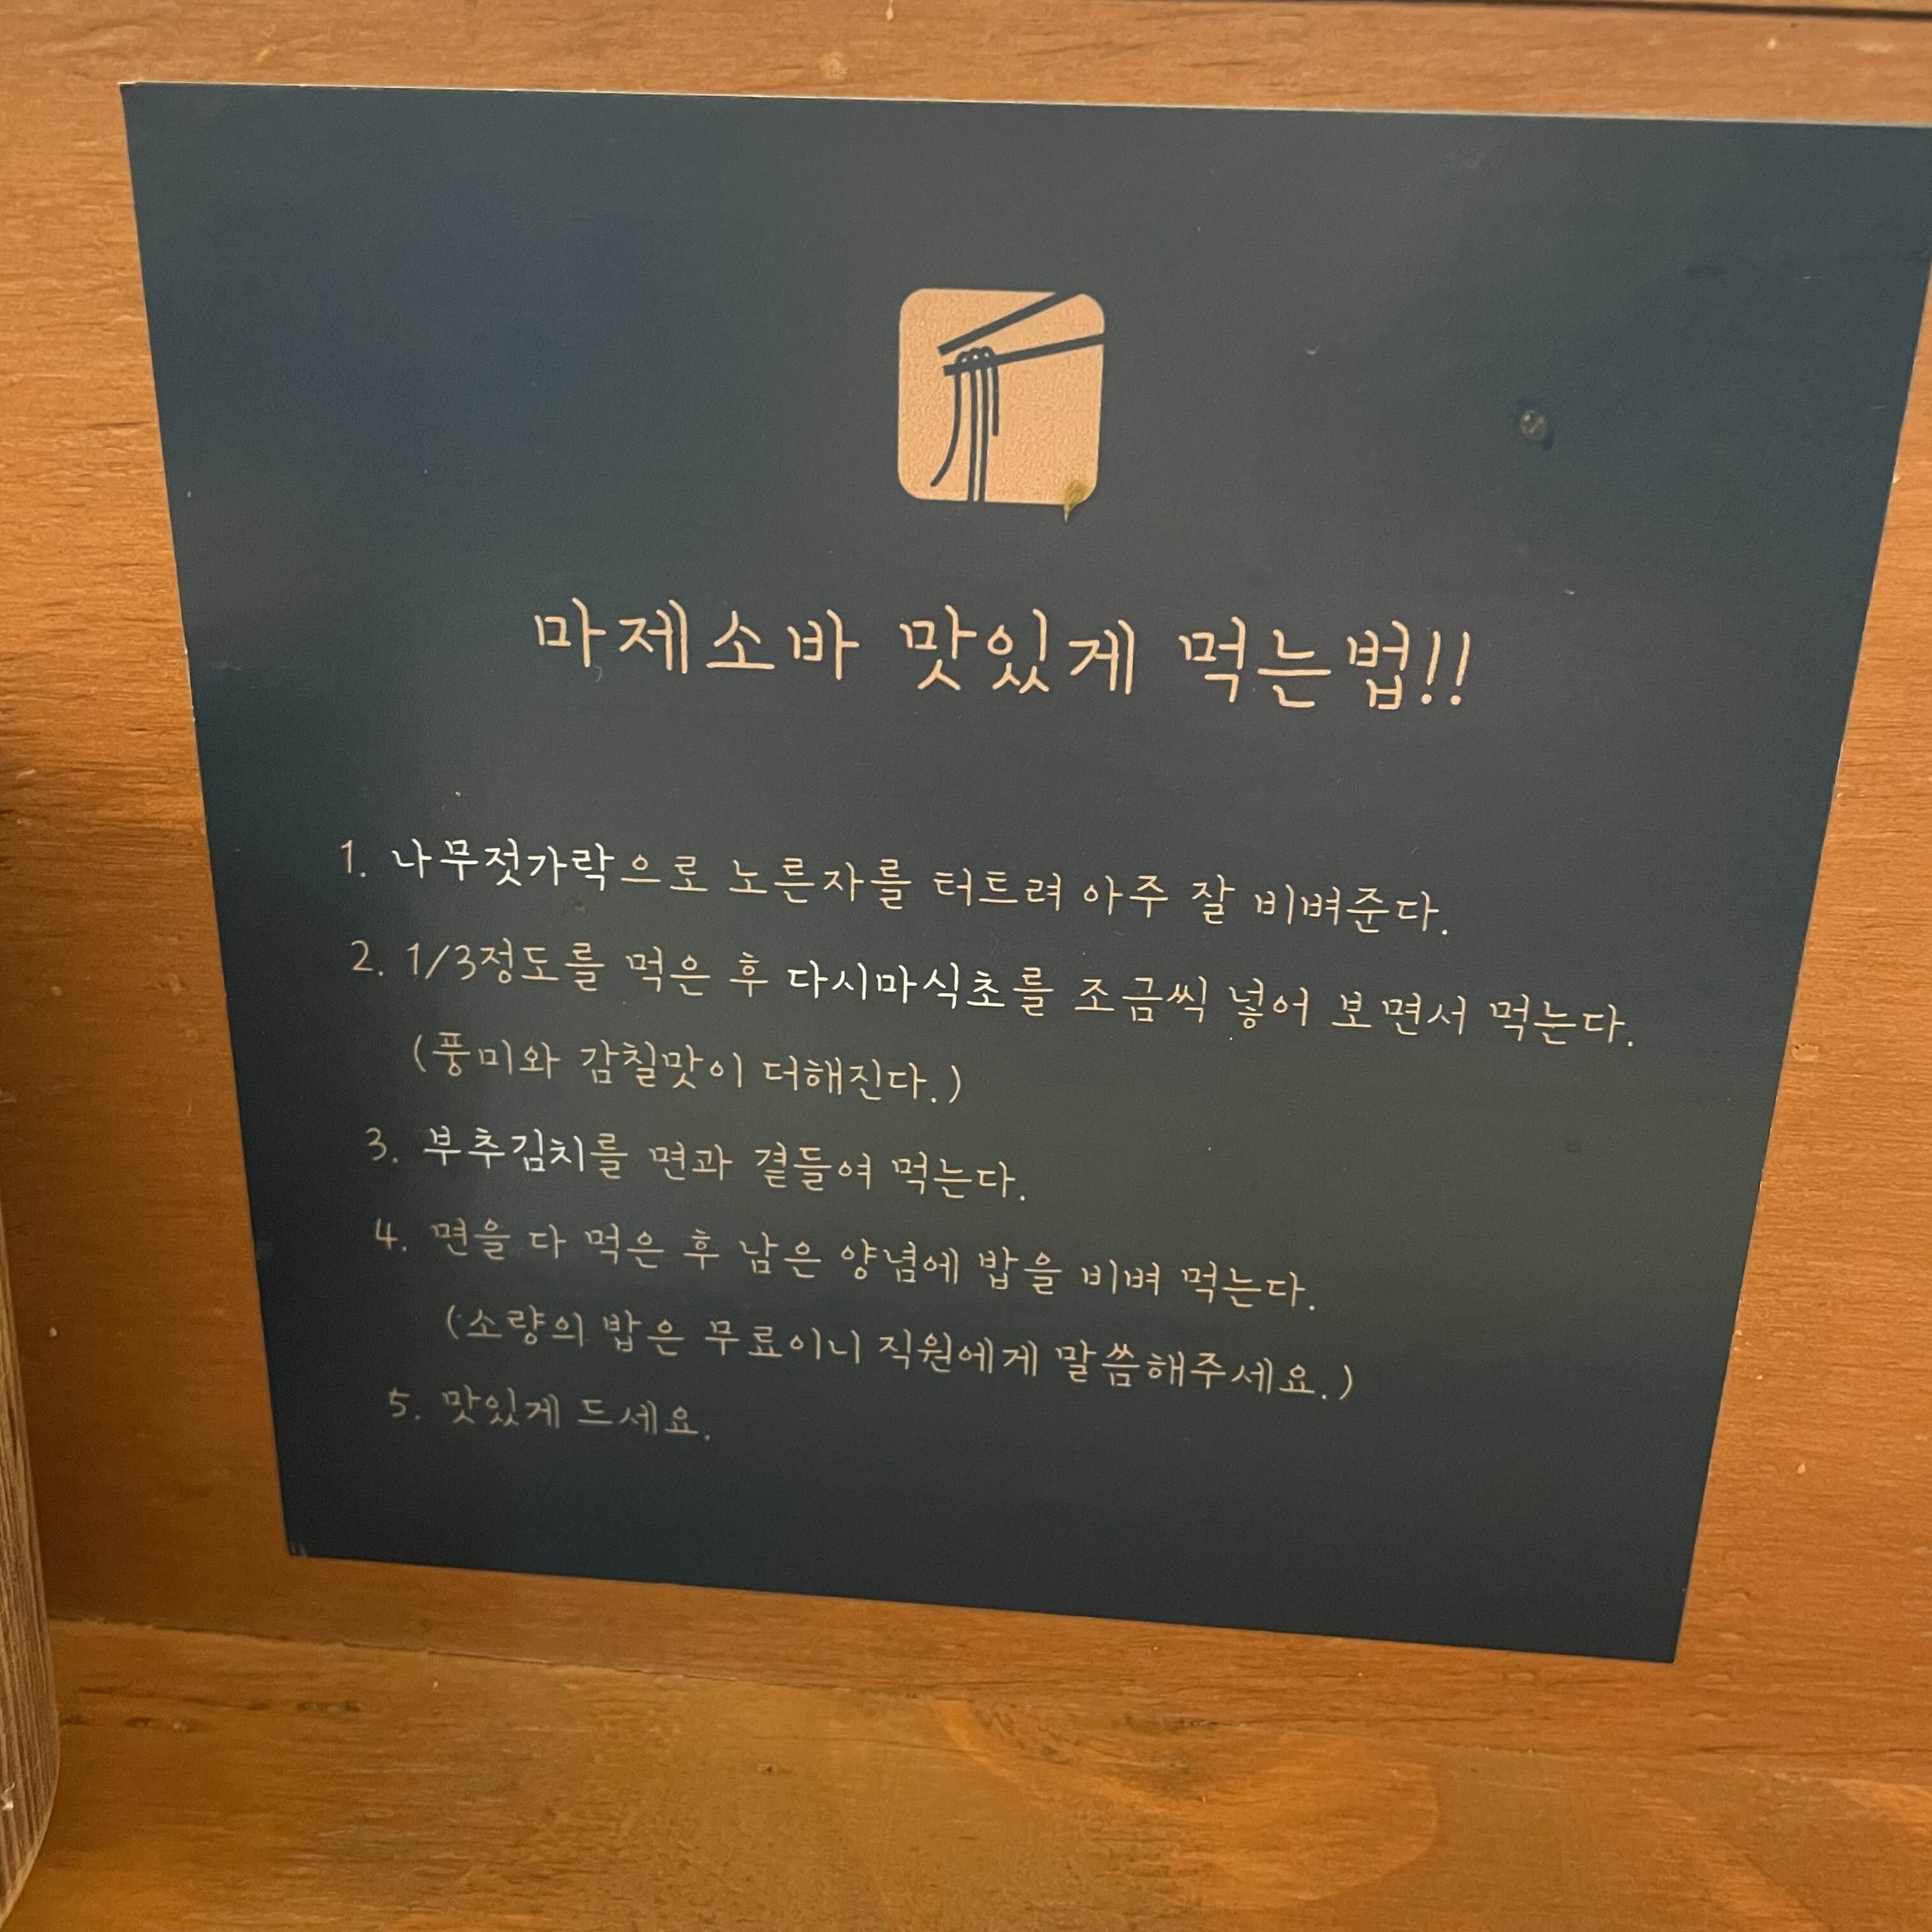 마제소바 맛있게 먹는법!!
1. 나무젓가락으로 노른자를 터트려 아주 잘 비벼준다.
2. 1/3정도를 먹은 후 다시마식초를 조금씩 넣어 보면서 먹는다.
(풍미와 감칠맛이 더해진다.)
3. 부추김치를 면과 곁들여 먹는다.
4. 면을 다 먹은 후 남은 양념에 밥을 비벼 먹는다.
(소량의 밥은 무료이니 직원에게 말씀해주세요.)
5. 맛있게 드세요.